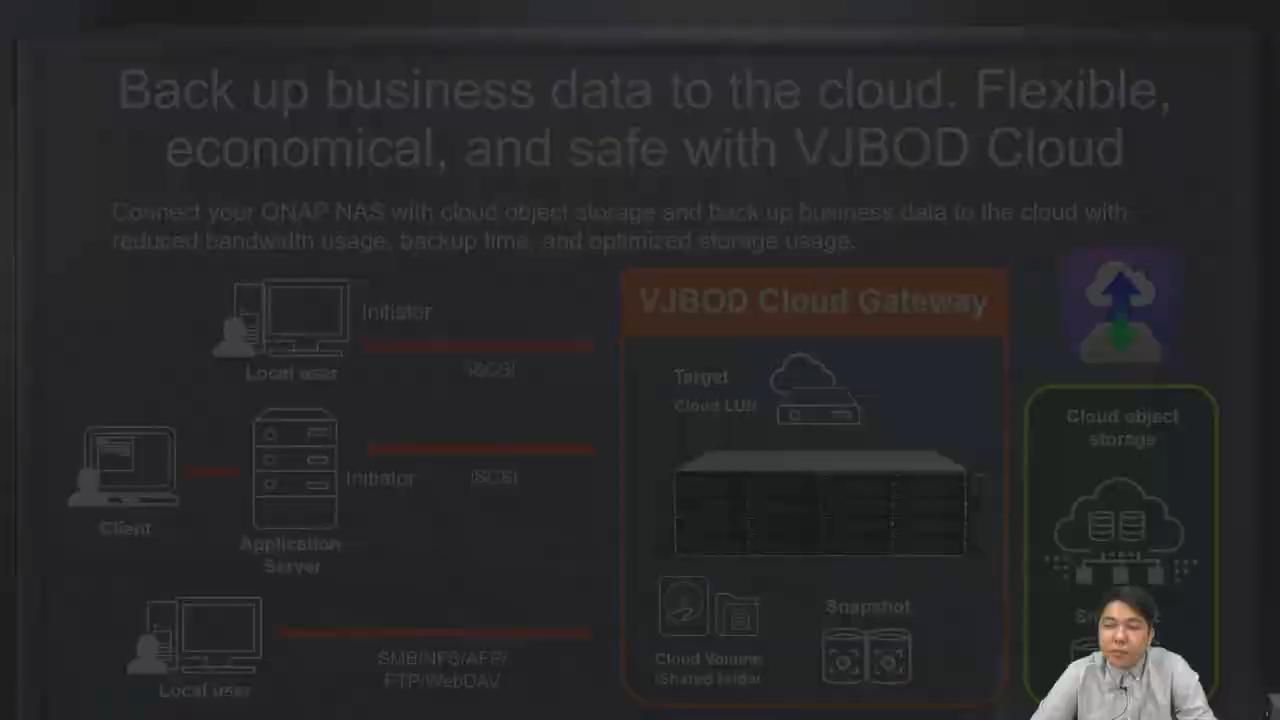 Back up business data to the cloud. Flexible,
economical, and safe with VJBOD Cloud
Connect your QNAP NAS with cloud object storage and back up business data to the cloud with
reduced bandwidth usage, backup time, and optimized storage usage.
VJBOD Cloud Gateway
Initiator
iSCSI
Local user
Target
Cloud LUN
Cloud object
storage
Initiator
iSCSI
Client
Application
Server
Snapshot
SMB/NFS/AFP/
FTP/WebDAV
Local user
Cloud Volume